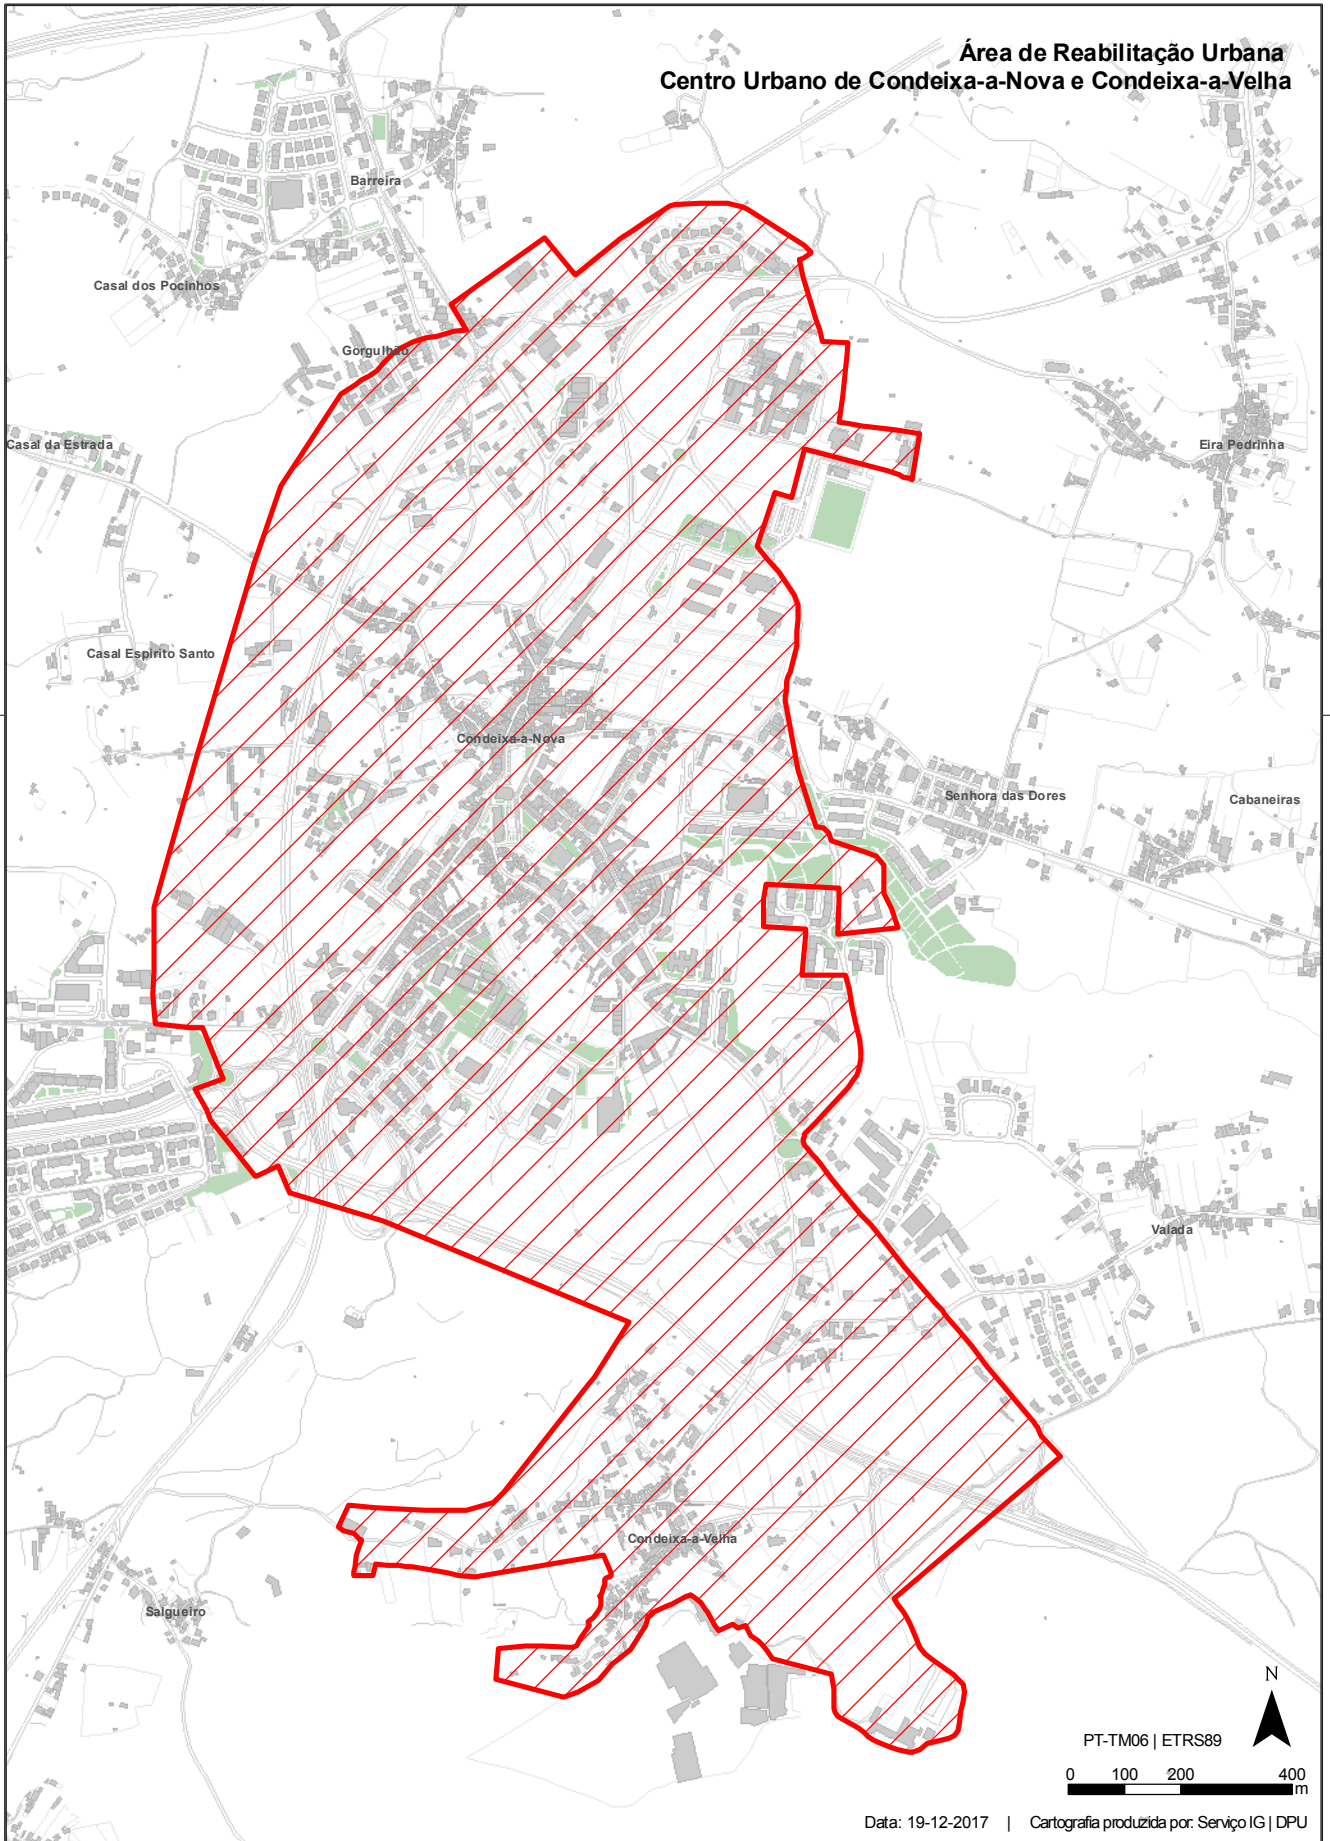 Área de Reabilitação Urbana
Centro Urbano de Condeixa-a-Nova e Condeixa-a-Velha
Barreira
Casal dos Pocinhos
Gorgulhão
Casal da Estrada
Eira Pedrinha
Casal Espirito Santo
Condeixa-a-Nova
Senhora das Dores
Cabaneiras
Valada
Condeixa-a-Velha
Salgueiro
N
PT-TM06 | ETRS89
0 100 200 400
m
Data: 19-12-2017 | Cartografia produzida por: Serviço IG | DPU